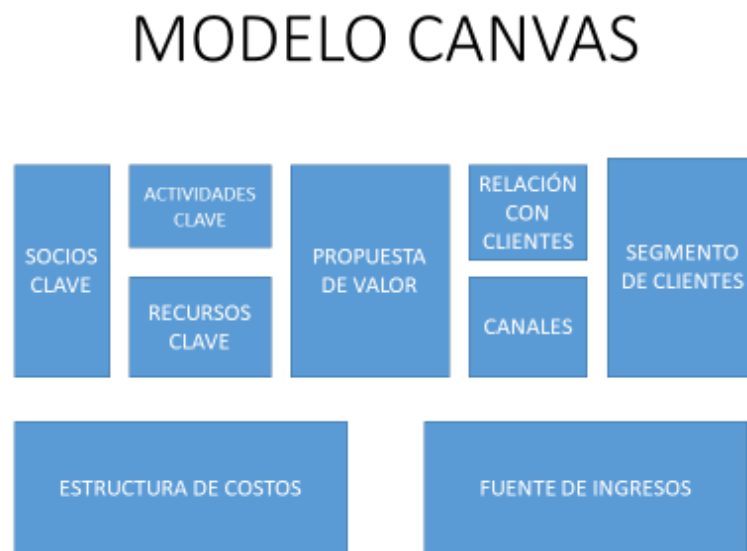 MODELO CANVAS
SOCIOS
CLAVE
ACTIVIDADES
CLAVE
RECURSOS
CLAVE
PROPUESTA
DE VALOR
RELACIÓN
CON
CLIENTES
CANALES
SEGMENTO
DE CLIENTES
ESTRUCTURA DE COSTOS
FUENTE DE INGRESOS